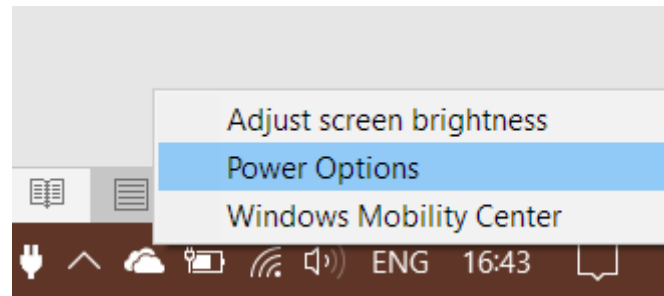 Adjust screen brightness
Power Options
Windows Mobility Center
ENG 16:43